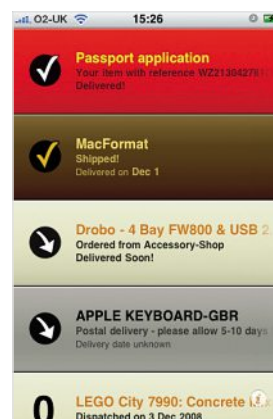 O2-UK 15:26
Passport application
Your item with reference
Delivered!
MacFormat
Shipped!
Delivered on Dec 1
Drobo - 4 Bay FW800 & USB 2.
Ordered from Accessory-Shop
Delivered Soon!
APPLE KEYBOARD-GBR
Postal delivery - please allow 5-10 days
Delivery date unknown
0
LEGO City 7990: Concrete
Dispatched on 3 Dec 2008